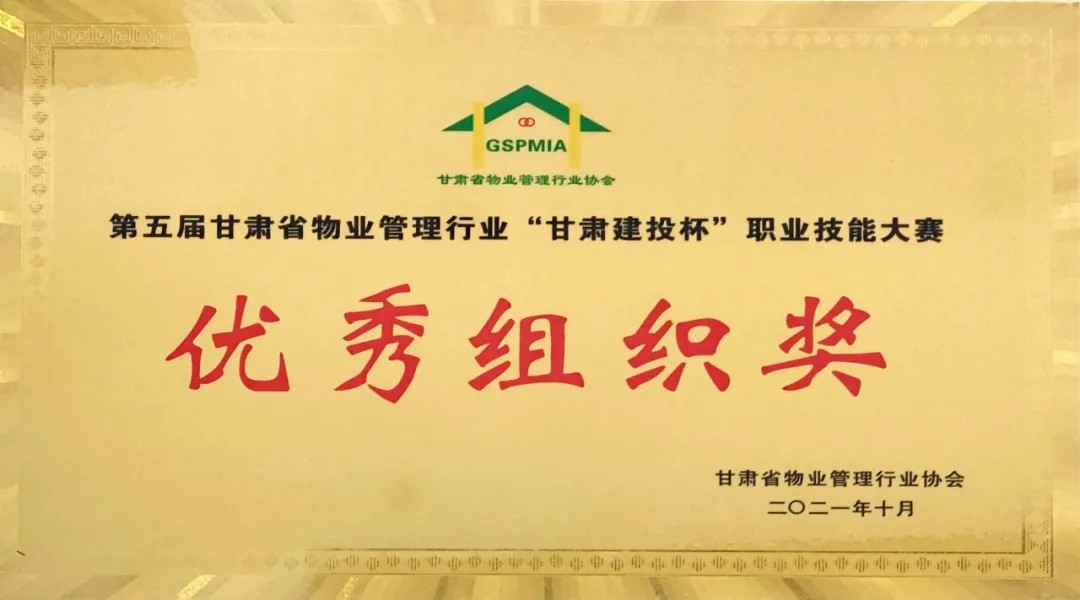 GSPMIA
甘肃省物业管理行业协会
第五届甘肃省物业管理行业“甘肃建投杯”职业技能大赛
优秀组织奖
甘肃省物业管理行业协会
二〇二一年十月